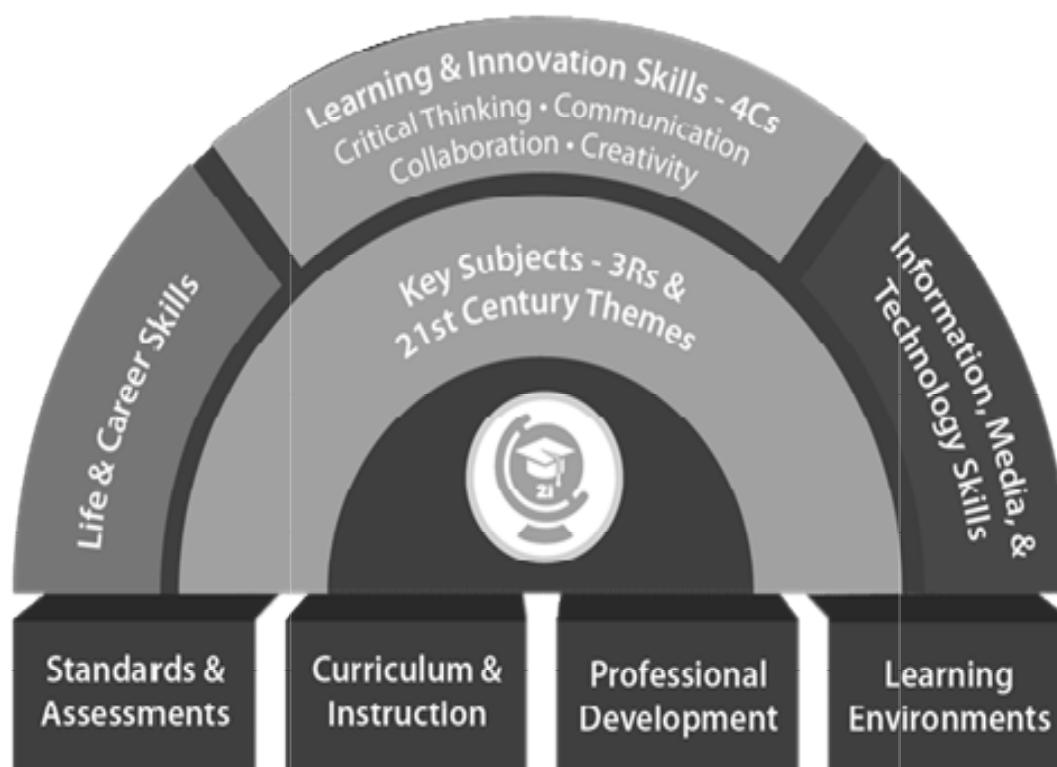 Learning & Innovation Skills - 4Cs
Critical Thinking • Communication
Collaboration • Creativity
Life & Career Skills
Key Subjects - 3Rs &
21st Century Themes
Information, Media, &
Technology Skills
21
Standards &
Assessments
Curriculum &
Instruction
Professional
Development
Learning
Environments